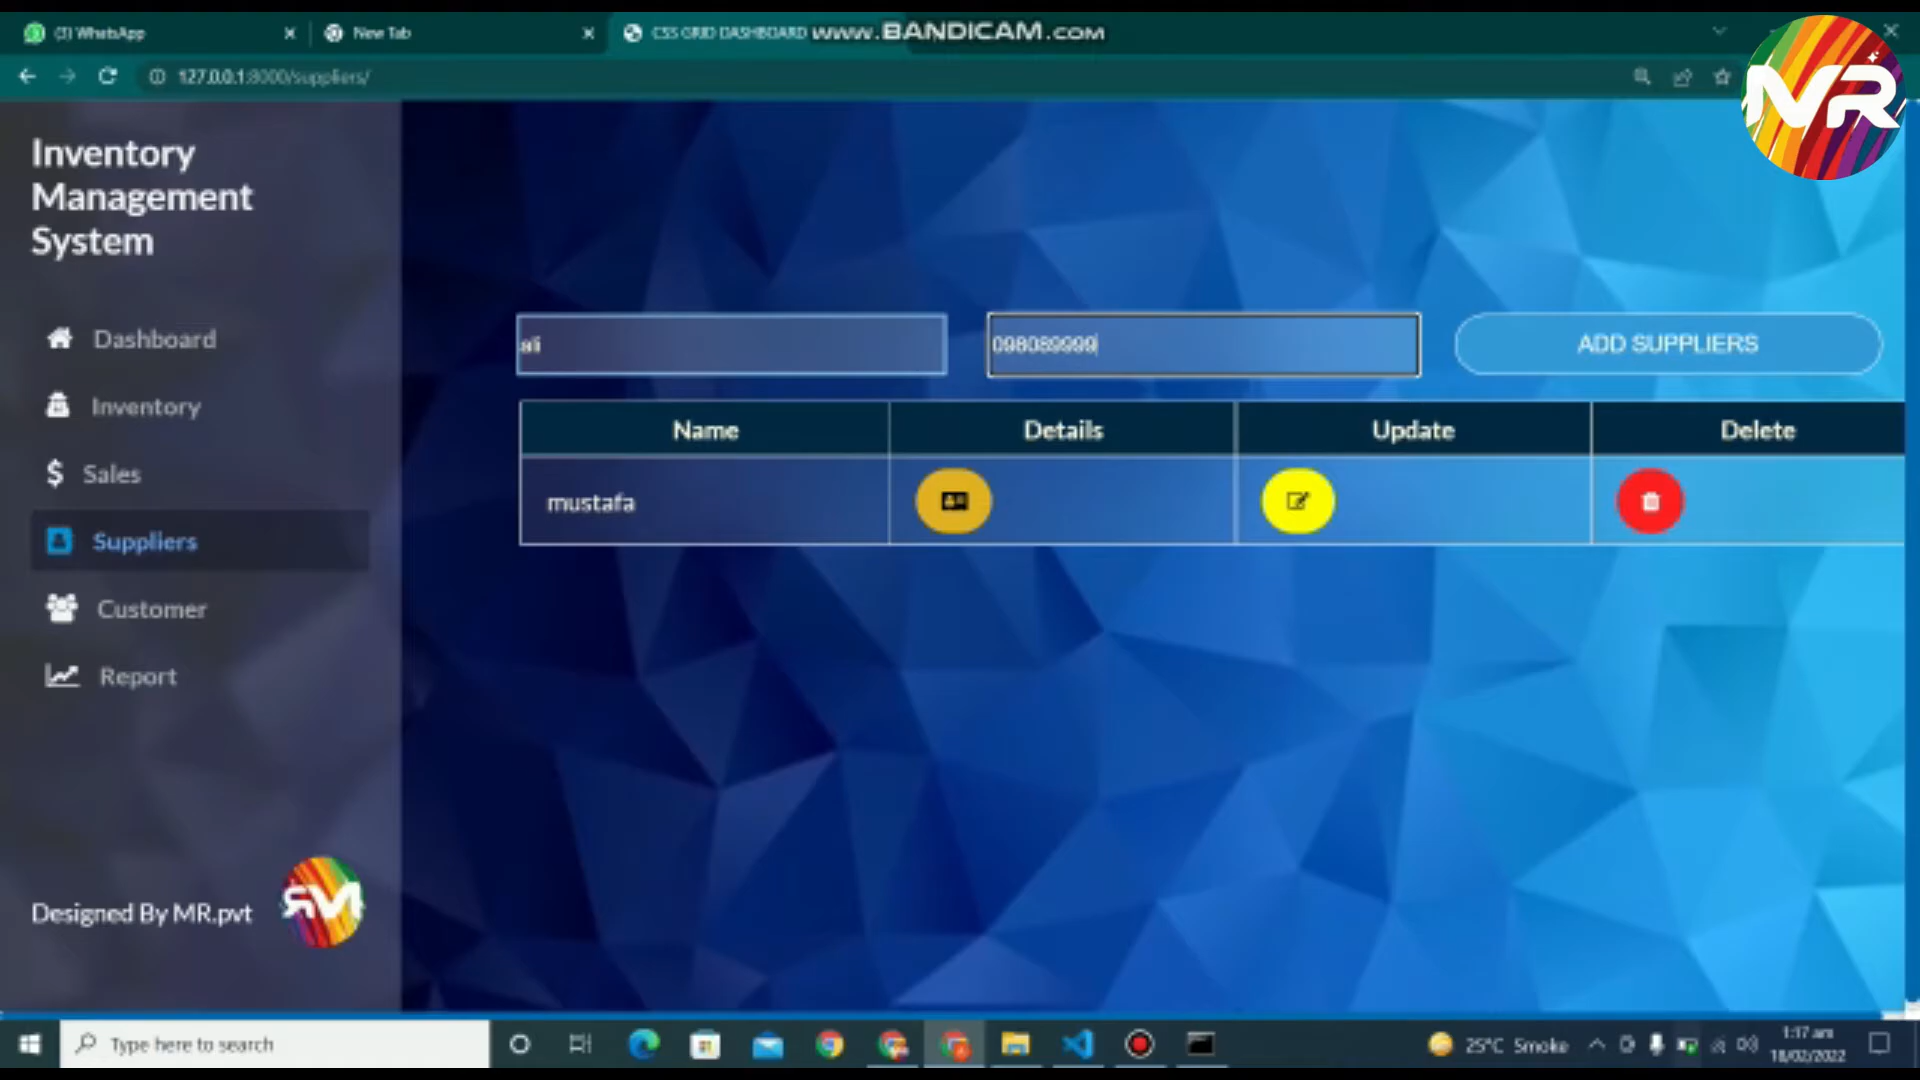 (3) WhatsApp
New Tab
CSS GRID DASHBOARD
www.BANDICAM.com
127.0.0.1:8000/suppliers/
MR
Inventory
Management
System
Dashboard
Inventory
Sales
Suppliers
Customer
Report
ali
098089999
ADD SUPPLIERS
Name Details Update Delete
mustafa
Designed By MR.pvt
Type here to search
25°C Smoke
1:17 am
18/02/2022